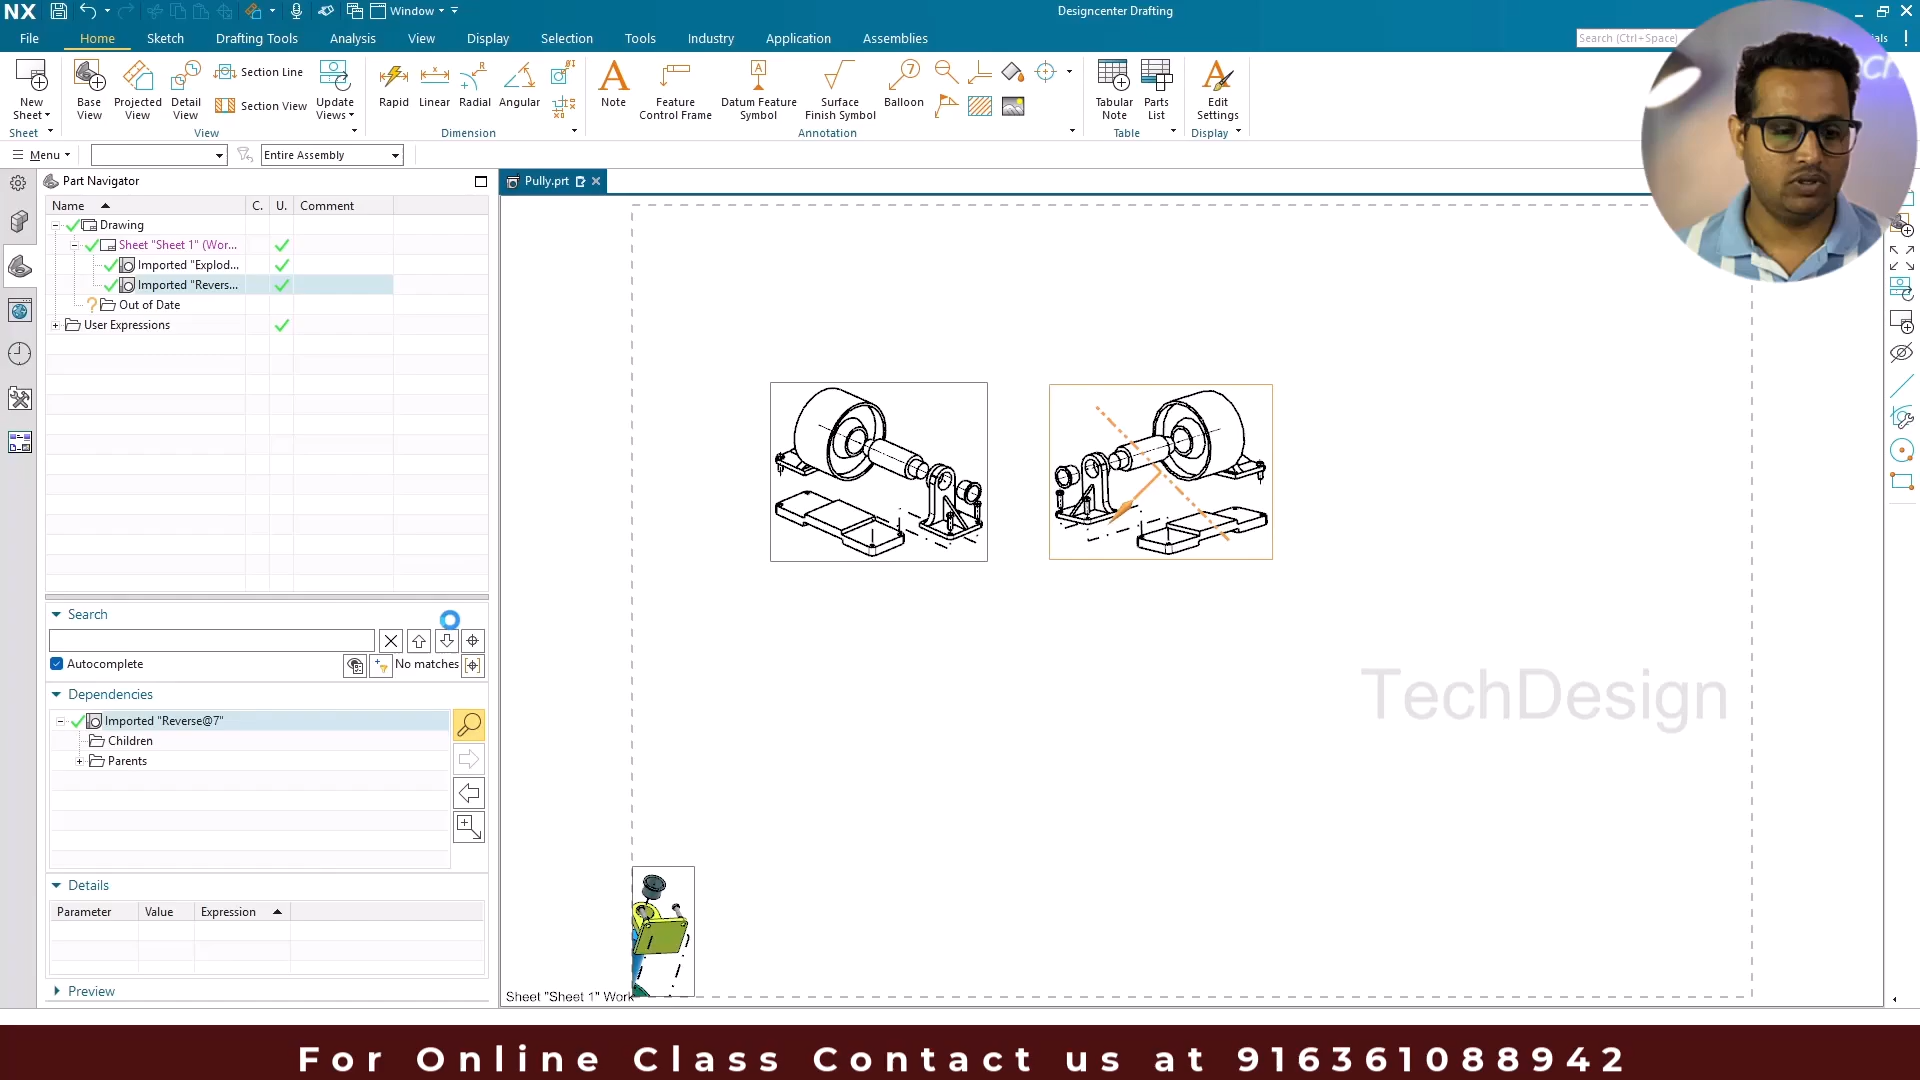 NX
Window
Designcenter Drafting
File
Home
Sketch
Drafting Tools
Analysis
View
Display
Selection
Tools
Industry
Application
Assemblies
Search (Ctrl+Space)
New
Sheet
Base
View
Projected
View
Detail
View
Section Line
Section View
Update
Views
Rapid
Linear
Radial
Angular
Note
Feature
Control Frame
Datum Feature
Symbol
Surface
Finish Symbol
Balloon
Tabular
Note
Parts
List
Edit
Settings
Sheet
View
Dimension
Annotation
Table
Display
Menu
Entire Assembly
Part Navigator
Pully.prt
Name
C.
U.
Comment
Drawing
Sheet "Sheet 1" (Wor...
Imported "Explod...
Imported "Revers...
Out of Date
User Expressions
Search
Autocomplete
No matches
Dependencies
Imported "Reverse@7"
Children
Parents
Details
Parameter
Value
Expression
Preview
TechDesign
Sheet "Sheet 1" Work
For Online Class Contact us at 916361088942